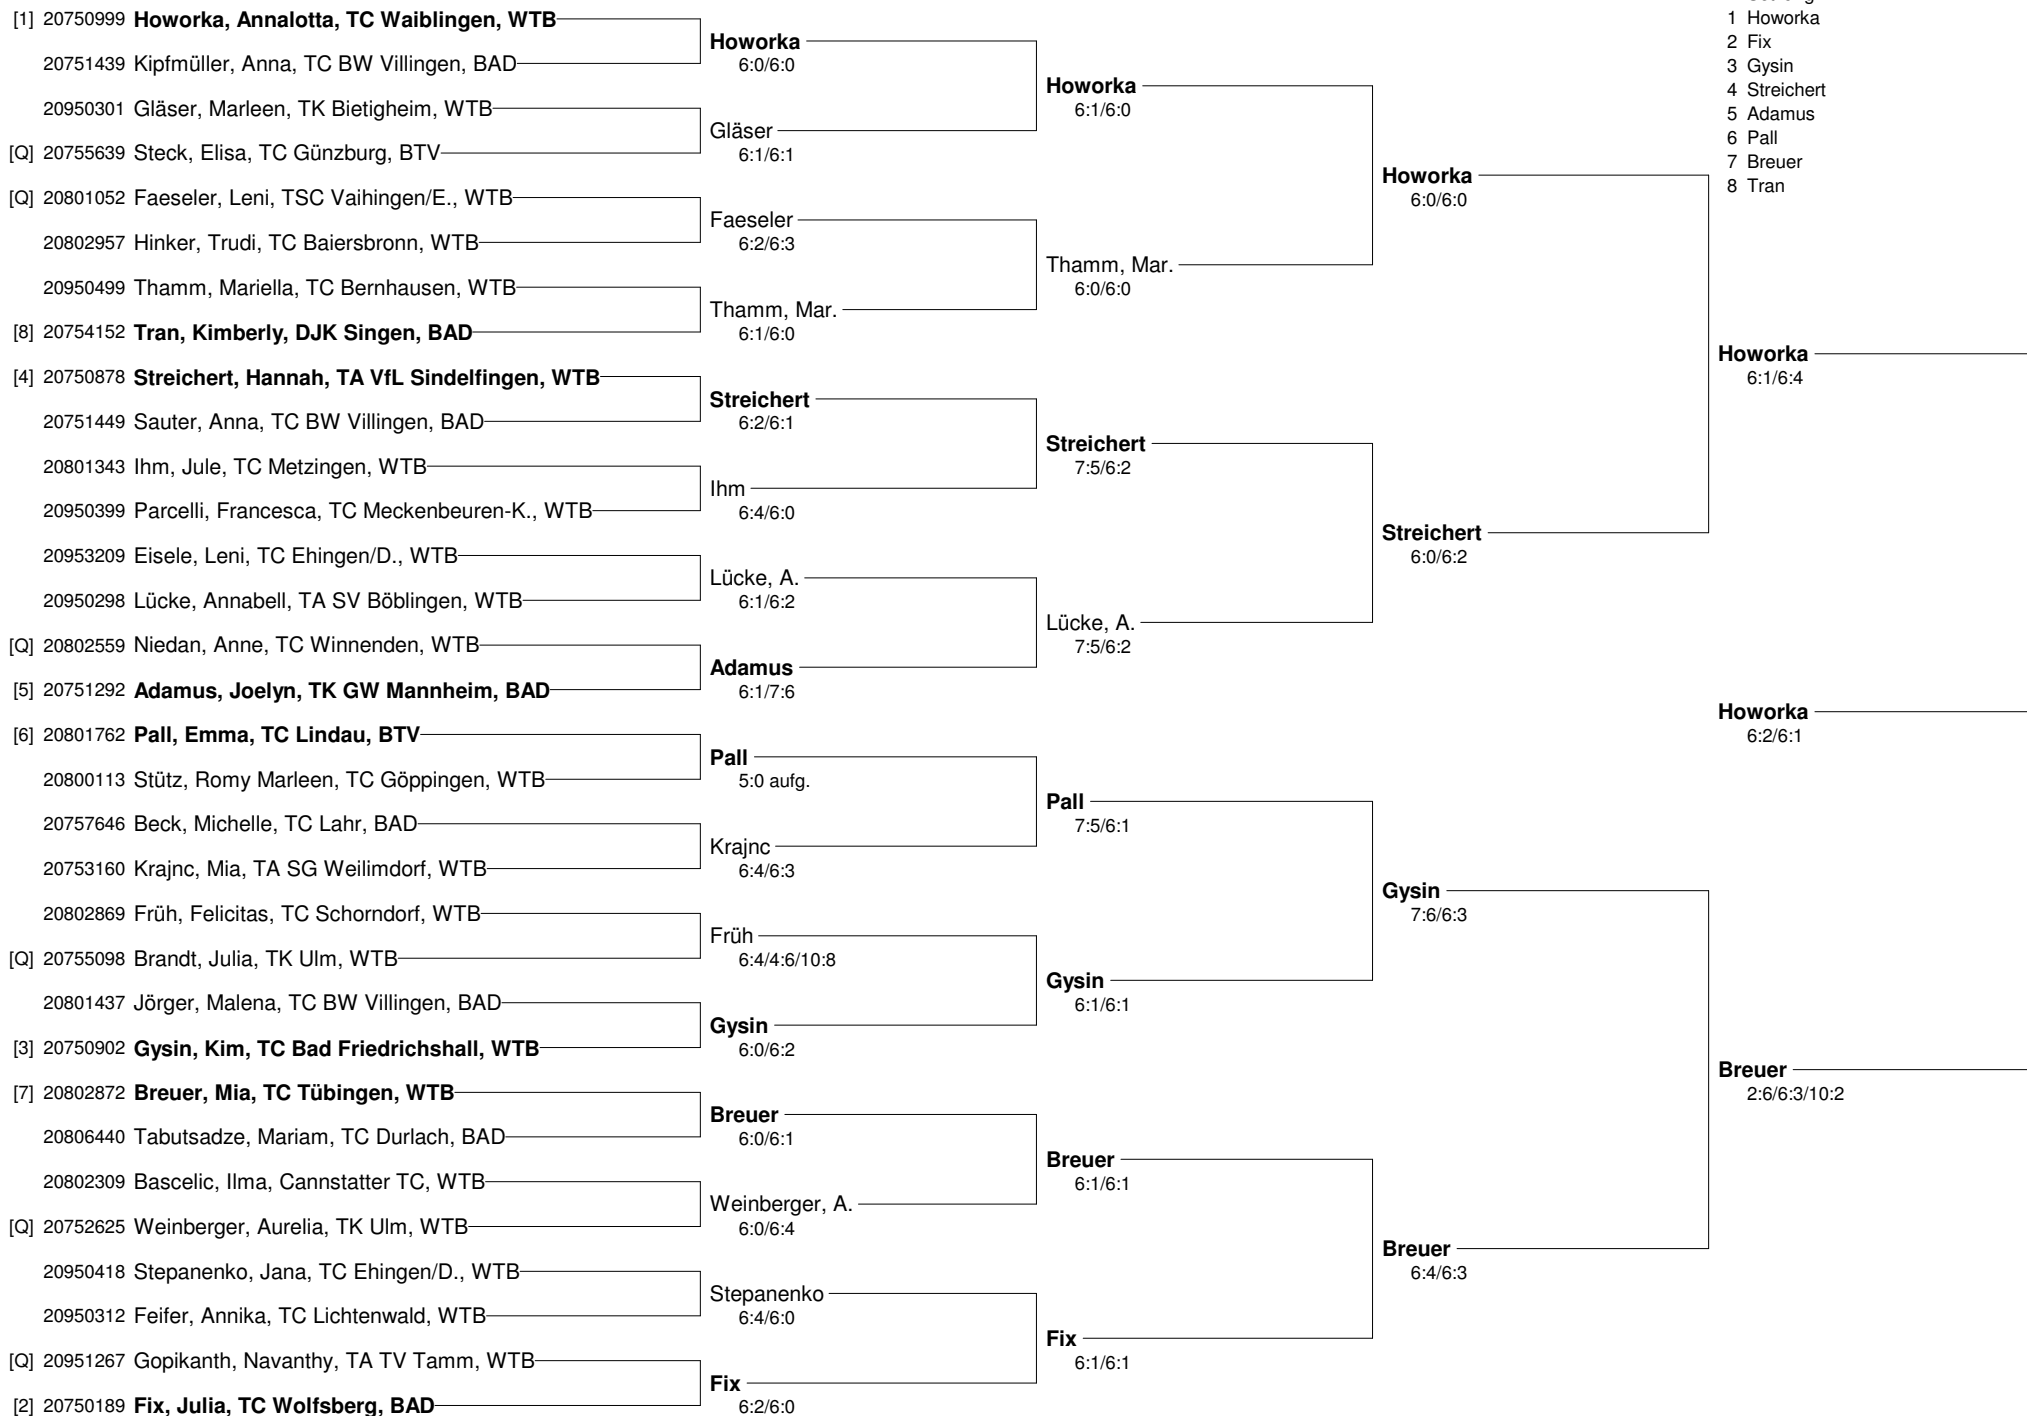 [1] 20750999 Howorka, Annalotta, TC Waiblingen, WTB
20751439 Kipfmüller, Anna, TC BW Villingen, BAD
20950301 Gläser, Marleen, TK Bietigheim, WTB
[Q] 20755639 Steck, Elisa, TC Günzburg, BTV
[Q] 20801052 Faeseler, Leni, TSC Vaihingen/E., WTB
20802957 Hinker, Trudi, TC Baiersbronn, WTB
20950499 Thamm, Mariella, TC Bernhausen, WTB
[8] 20754152 Tran, Kimberly, DJK Singen, BAD
[4] 20750878 Streichert, Hannah, TA VfL Sindelfingen, WTB
20751449 Sauter, Anna, TC BW Villingen, BAD
20801343 Ihm, Jule, TC Metzingen, WTB
20950399 Parcelli, Francesca, TC Meckenbeuren-K., WTB
20953209 Eisele, Leni, TC Ehingen/D., WTB
20950298 Lücke, Annabell, TA SV Böblingen, WTB
[Q] 20802559 Niedan, Anne, TC Winnenden, WTB
[5] 20751292 Adamus, Joelyn, TK GW Mannheim, BAD
[6] 20801762 Pall, Emma, TC Lindau, BTV
20800113 Stütz, Romy Marleen, TC Göppingen, WTB
20757646 Beck, Michelle, TC Lahr, BAD
20753160 Krajnc, Mia, TA SG Weilimdorf, WTB
20802869 Früh, Felicitas, TC Schorndorf, WTB
[Q] 20755098 Brandt, Julia, TK Ulm, WTB
20801437 Jörger, Malena, TC BW Villingen, BAD
[3] 20750902 Gysin, Kim, TC Bad Friedrichshall, WTB
[7] 20802872 Breuer, Mia, TC Tübingen, WTB
20806440 Tabutsadze, Mariam, TC Durlach, BAD
20802309 Bascelic, Ilma, Cannstatter TC, WTB
[Q] 20752625 Weinberger, Aurelia, TK Ulm, WTB
20950418 Stepanenko, Jana, TC Ehingen/D., WTB
20950312 Feifer, Annika, TC Lichtenwald, WTB
[Q] 20951267 Gopikanth, Navanthy, TA TV Tamm, WTB
[2] 20750189 Fix, Julia, TC Wolfsberg, BAD
Howorka
6:0/6:0
Gläser
6:1/6:1
Faeseler
6:2/6:3
Thamm, Mar.
6:1/6:0
Streichert
6:2/6:1
Ihm
6:4/6:0
Lücke, A.
6:1/6:2
Adamus
6:1/7:6
Pall
5:0 aufg.
Krajnc
6:4/6:3
Früh
6:4/4:6/10:8
Gysin
6:0/6:2
Breuer
6:0/6:1
Weinberger, A.
6:0/6:4
Stepanenko
6:4/6:0
Fix
6:2/6:0
Howorka
6:1/6:0
Thamm, Mar.
6:0/6:0
Streichert
7:5/6:2
Lücke, A.
7:5/6:2
Pall
7:5/6:1
Gysin
6:1/6:1
Breuer
6:1/6:1
Fix
6:1/6:1
Howorka
6:0/6:0
Streichert
6:0/6:2
Gysin
7:6/6:3
Breuer
6:4/6:3
1 Howorka
2 Fix
3 Gysin
4 Streichert
5 Adamus
6 Pall
7 Breuer
8 Tran
Howorka
6:1/6:4
Howorka
6:2/6:1
Breuer
2:6/6:3/10:2